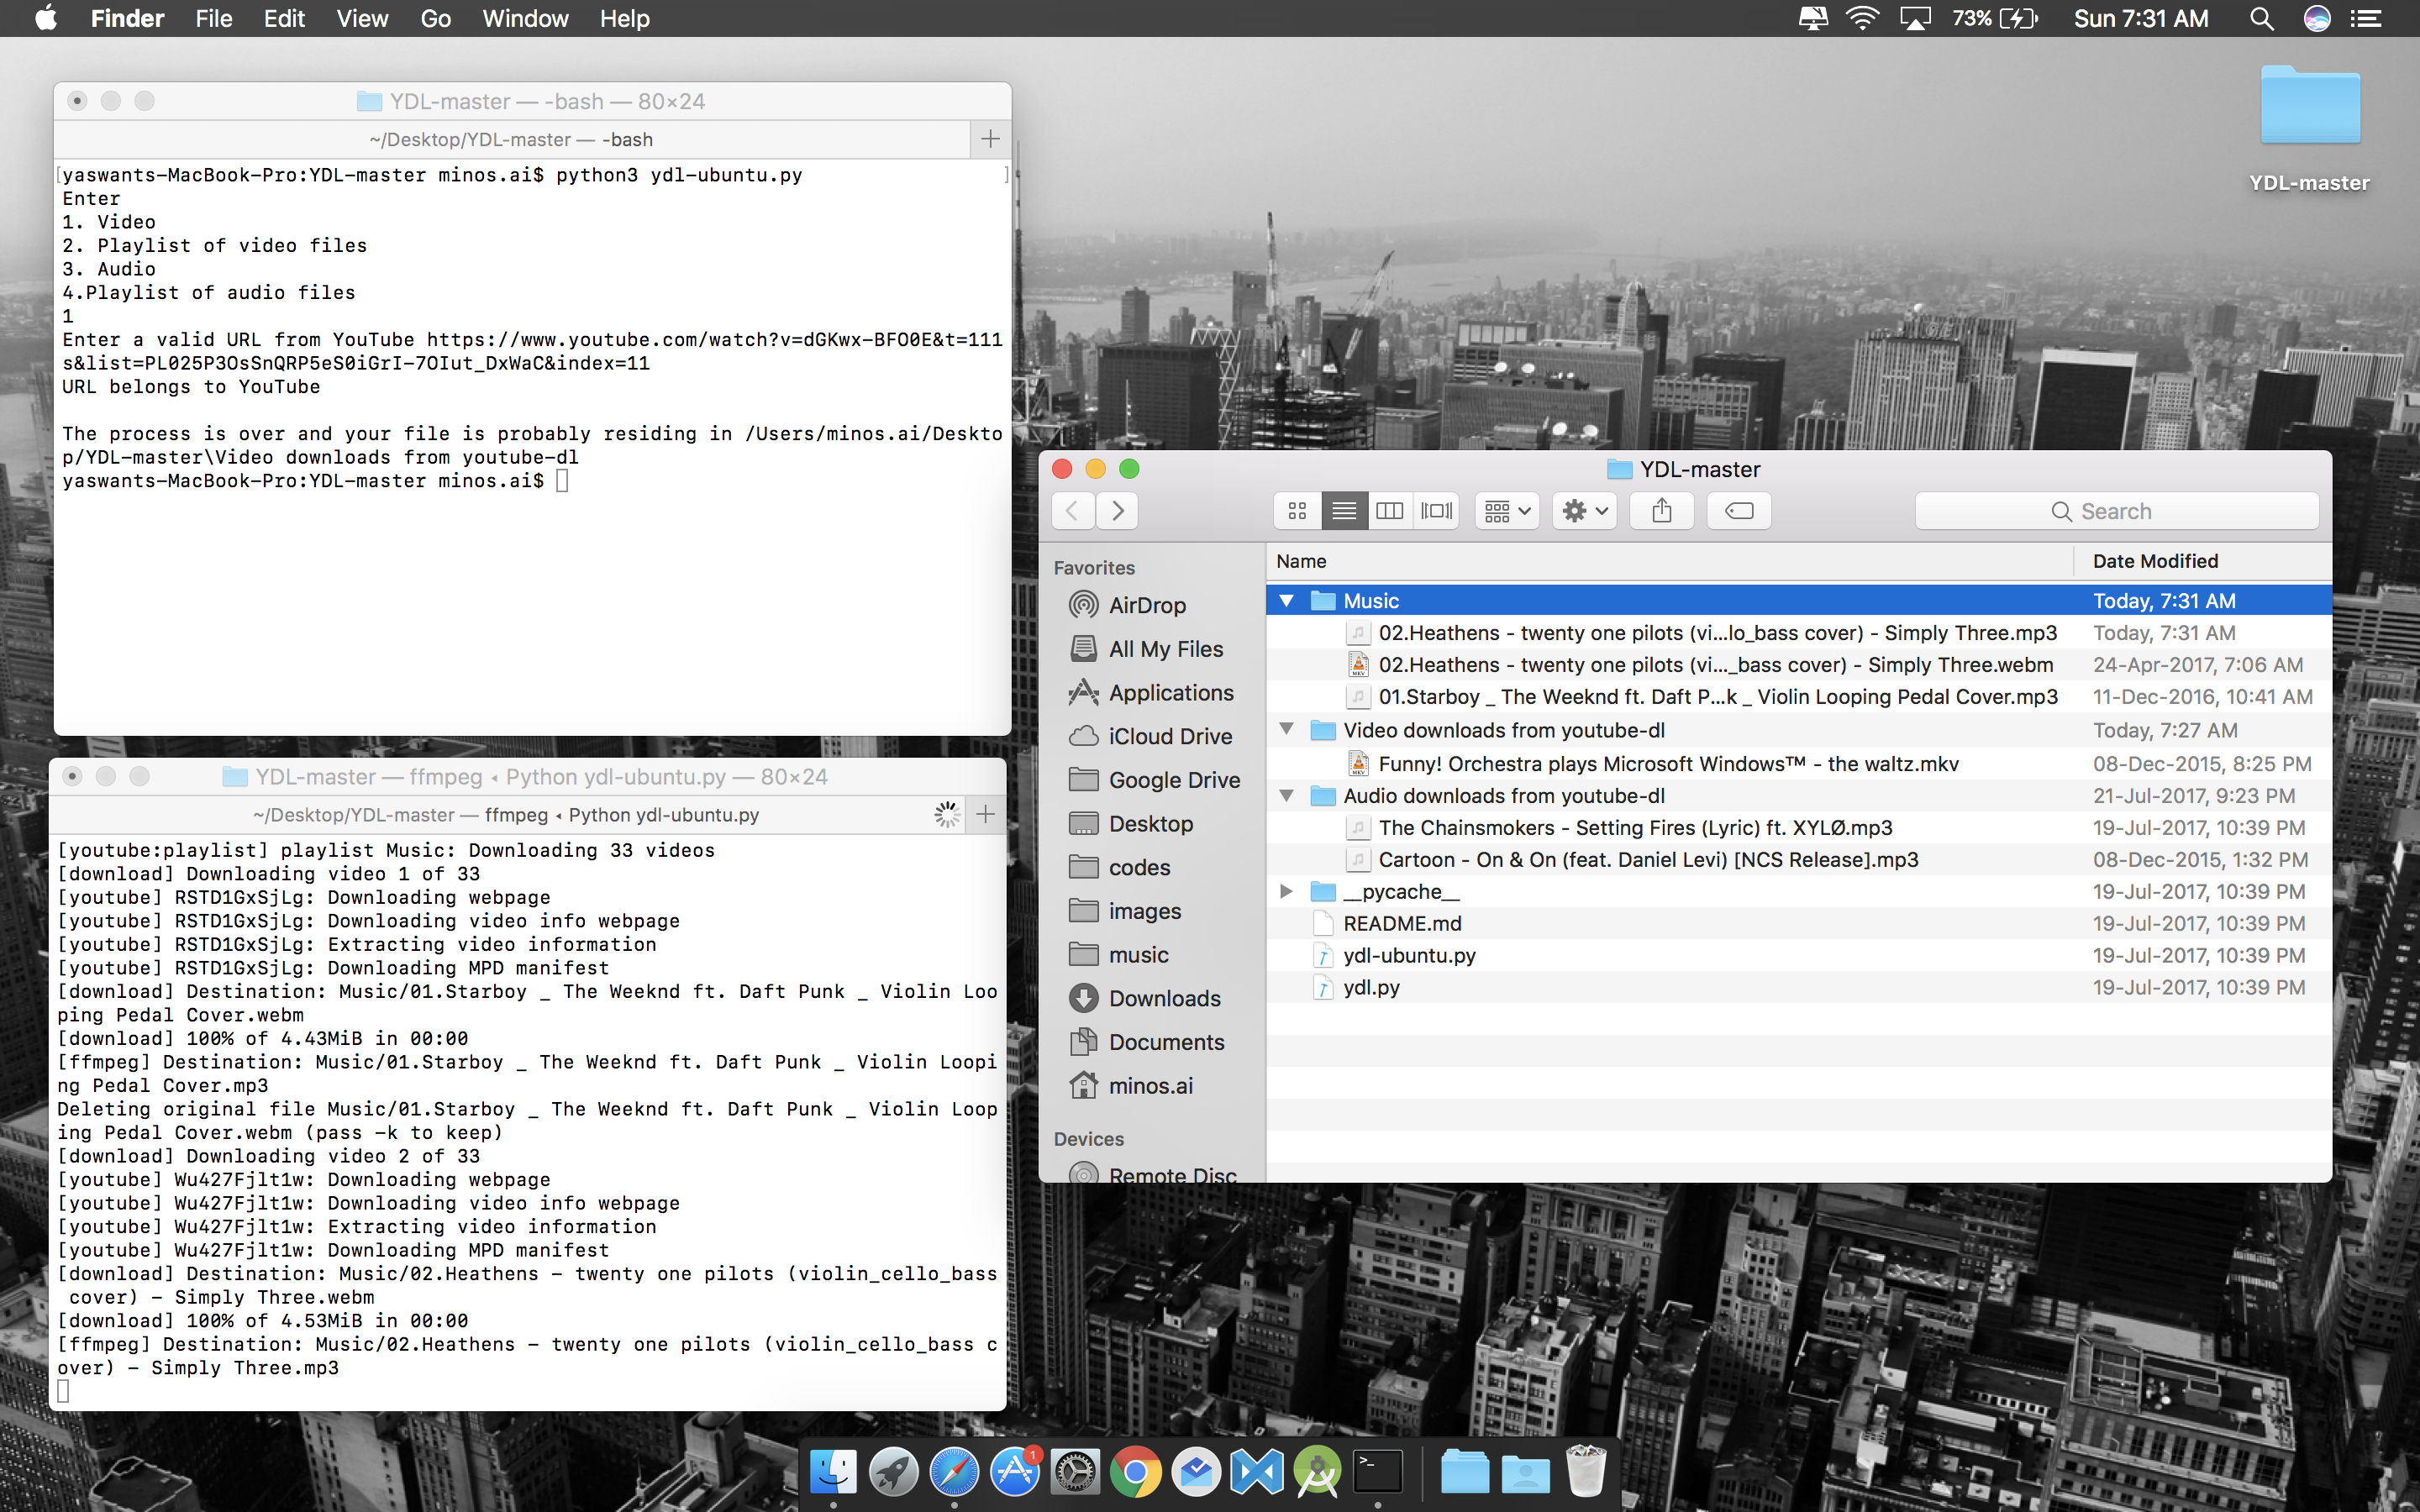 Finder File Edit View Go Window Help
73% Sun 7:31 AM
YDL-master
YDL-master — -bash — 80×24
~/Desktop/YDL-master — -bash
[yaswants-MacBook-Pro:YDL-master minos.ai$ python3 ydl-ubuntu.py ]
Enter
1. Video
2. Playlist of video files
3. Audio
4.Playlist of audio files
1
Enter a valid URL from YouTube https://www.youtube.com/watch?v=dGKwx-BFO0E&t=111
s&list=PL025P3OsSnQRP5eS0iGrI-7OIut_DxWaC&index=11
URL belongs to YouTube
The process is over and your file is probably residing in /Users/minos.ai/Deskto
p/YDL-master\Video downloads from youtube-dl
yaswants-MacBook-Pro:YDL-master minos.ai$
YDL-master — ffmpeg ◂ Python ydl-ubuntu.py — 80×24
~/Desktop/YDL-master — ffmpeg ◂ Python ydl-ubuntu.py
[youtube:playlist] playlist Music: Downloading 33 videos
[download] Downloading video 1 of 33
[youtube] RSTD1GxSjLg: Downloading webpage
[youtube] RSTD1GxSjLg: Downloading video info webpage
[youtube] RSTD1GxSjLg: Extracting video information
[youtube] RSTD1GxSjLg: Downloading MPD manifest
[download] Destination: Music/01.Starboy _ The Weeknd ft. Daft Punk _ Violin Loo
ping Pedal Cover.webm
[download] 100% of 4.43MiB in 00:00
[ffmpeg] Destination: Music/01.Starboy _ The Weeknd ft. Daft Punk _ Violin Loopi
ng Pedal Cover.mp3
Deleting original file Music/01.Starboy _ The Weeknd ft. Daft Punk _ Violin Loop
ing Pedal Cover.webm (pass -k to keep)
[download] Downloading video 2 of 33
[youtube] Wu427Fjlt1w: Downloading webpage
[youtube] Wu427Fjlt1w: Downloading video info webpage
[youtube] Wu427Fjlt1w: Extracting video information
[youtube] Wu427Fjlt1w: Downloading MPD manifest
[download] Destination: Music/02.Heathens - twenty one pilots (violin_cello_bass
 cover) - Simply Three.webm
[download] 100% of 4.53MiB in 00:00
[ffmpeg] Destination: Music/02.Heathens - twenty one pilots (violin_cello_bass c
over) - Simply Three.mp3
YDL-master
Search
Favorites
AirDrop
All My Files
Applications
iCloud Drive
Google Drive
Desktop
codes
images
music
Downloads
Documents
minos.ai
Devices
Remote Disc
Name Date Modified
Music Today, 7:31 AM
02.Heathens - twenty one pilots (vi...lo_bass cover) - Simply Three.mp3 Today, 7:31 AM
02.Heathens - twenty one pilots (vi..._bass cover) - Simply Three.webm 24-Apr-2017, 7:06 AM
01.Starboy _ The Weeknd ft. Daft P...k _ Violin Looping Pedal Cover.mp3 11-Dec-2016, 10:41 AM
Video downloads from youtube-dl Today, 7:27 AM
Funny! Orchestra plays Microsoft Windows™ - the waltz.mkv 08-Dec-2015, 8:25 PM
Audio downloads from youtube-dl 21-Jul-2017, 9:23 PM
The Chainsmokers - Setting Fires (Lyric) ft. XYLØ.mp3 19-Jul-2017, 10:39 PM
Cartoon - On & On (feat. Daniel Levi) [NCS Release].mp3 08-Dec-2015, 1:32 PM
__pycache__ 19-Jul-2017, 10:39 PM
README.md 19-Jul-2017, 10:39 PM
ydl-ubuntu.py 19-Jul-2017, 10:39 PM
ydl.py 19-Jul-2017, 10:39 PM
MKV
MKV
1